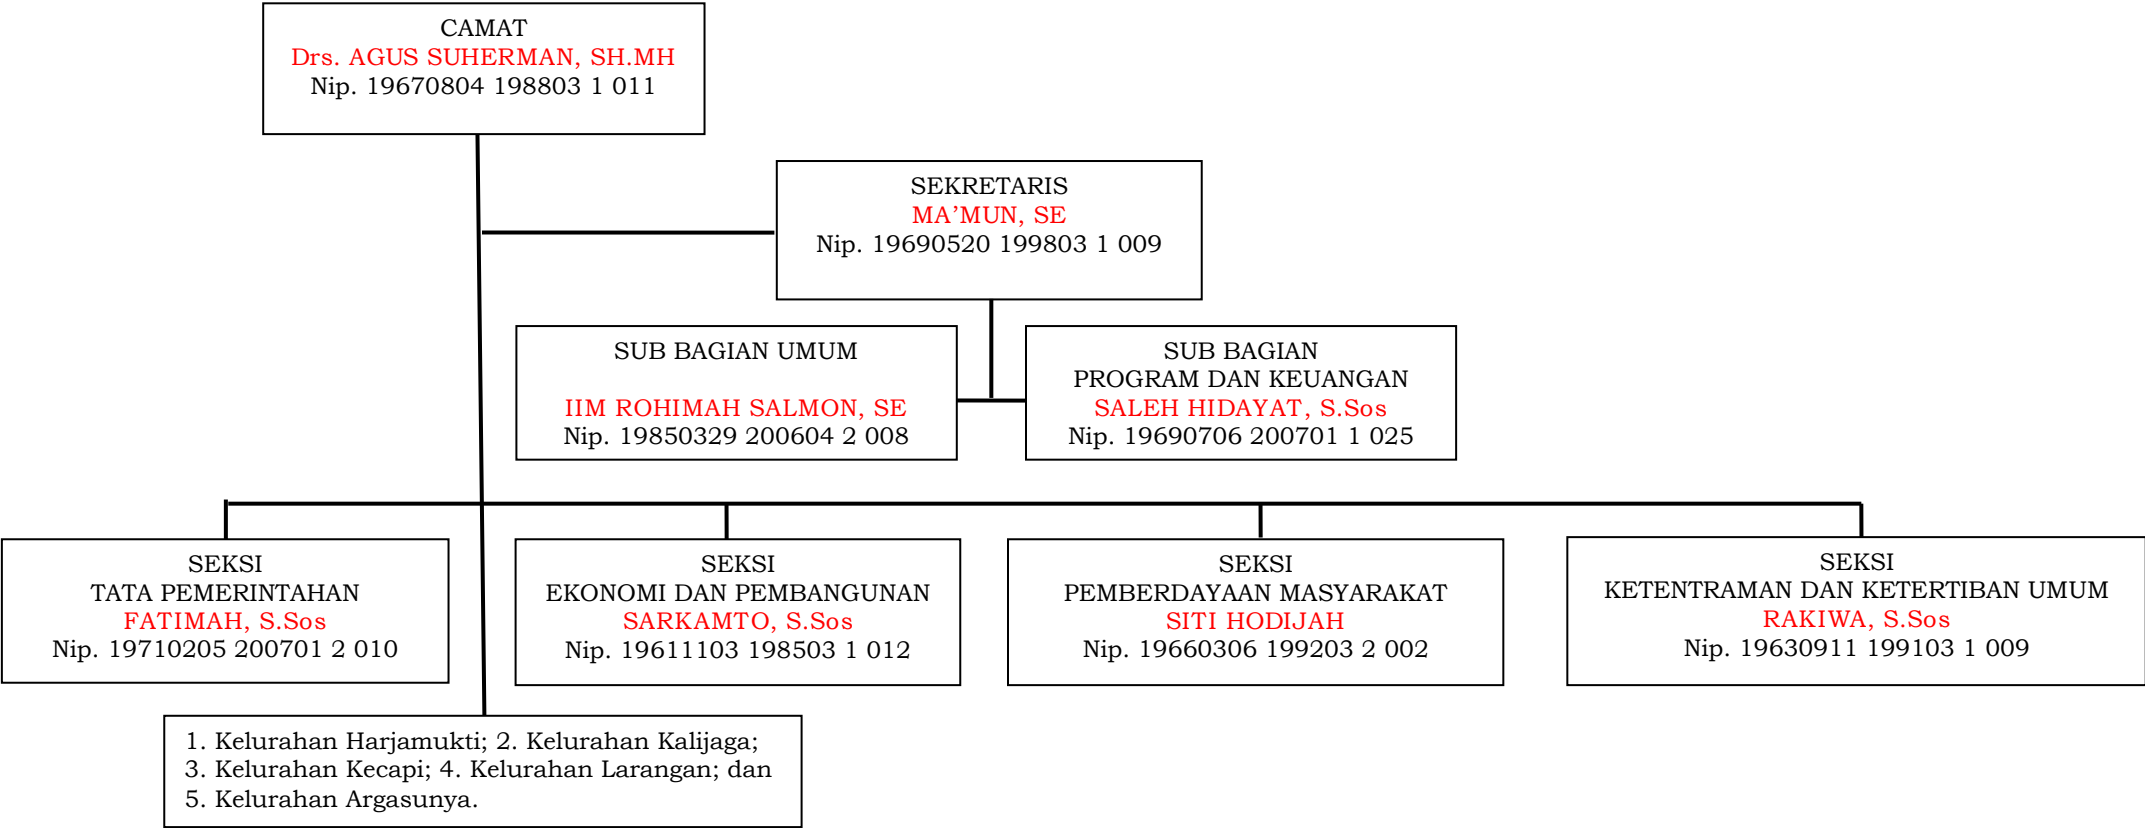 CAMAT
Drs. AGUS SUHERMAN, SH.MH
Nip. 19670804 198803 1 011
SEKRETARIS
MA’MUN, SE
Nip. 19690520 199803 1 009
SUB BAGIAN UMUM
IIM ROHIMAH SALMON, SE
Nip. 19850329 200604 2 008
SUB BAGIAN
PROGRAM DAN KEUANGAN
SALEH HIDAYAT, S.Sos
Nip. 19690706 200701 1 025
SEKSI
TATA PEMERINTAHAN
FATIMAH, S.Sos
Nip. 19710205 200701 2 010
SEKSI
EKONOMI DAN PEMBANGUNAN
SARKAMTO, S.Sos
Nip. 19611103 198503 1 012
SEKSI
PEMBERDAYAAN MASYARAKAT
SITI HODIJAH
Nip. 19660306 199203 2 002
SEKSI
KETENTRAMAN DAN KETERTIBAN UMUM
RAKIWA, S.Sos
Nip. 19630911 199103 1 009
1. Kelurahan Harjamukti; 2. Kelurahan Kalijaga;
3. Kelurahan Kecapi; 4. Kelurahan Larangan; dan
5. Kelurahan Argasunya.